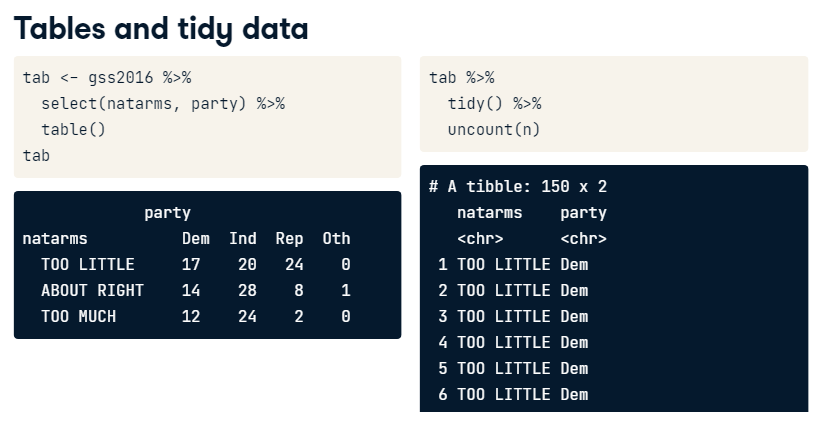 Tables and tidy data
tab <- gss2016 %>%
  select(natarms, party) %>%
  table()
tab
             party
natarms          Dem  Ind  Rep  Oth
  TOO LITTLE     17    20   24    0
  ABOUT RIGHT    14    28    8    1
  TOO MUCH       12    24    2    0
tab %>%
  tidy() %>%
  uncount(n)
# A tibble: 150 x 2
   natarms    party
   <chr>      <chr>
 1 TOO LITTLE Dem
 2 TOO LITTLE Dem
 3 TOO LITTLE Dem
 4 TOO LITTLE Dem
 5 TOO LITTLE Dem
 6 TOO LITTLE Dem